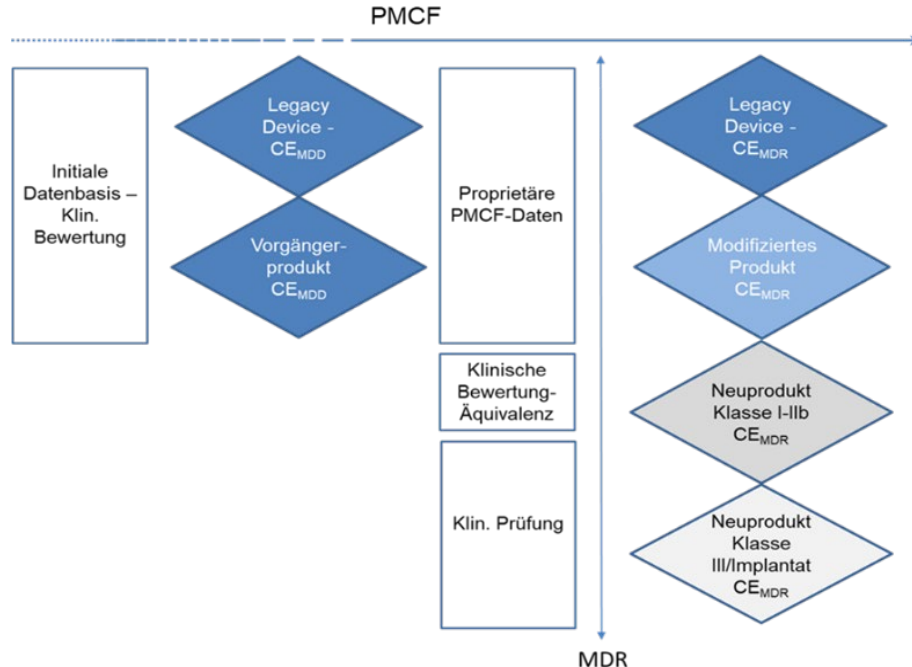 PMCF
Initiale
Datenbasis –
Klin.
Bewertung
Legacy
Device -
CEMDD
Vorgänger-
produkt
CEMDD
Proprietäre
PMCF-Daten
Klinische
Bewertung-
Äquivalenz
Klin. Prüfung
Legacy
Device -
CEMDR
Modifiziertes
Produkt
CEMDR
Neuprodukt
Klasse I-IIb
CEMDR
Neuprodukt
Klasse
III/Implantat
CEMDR
MDR